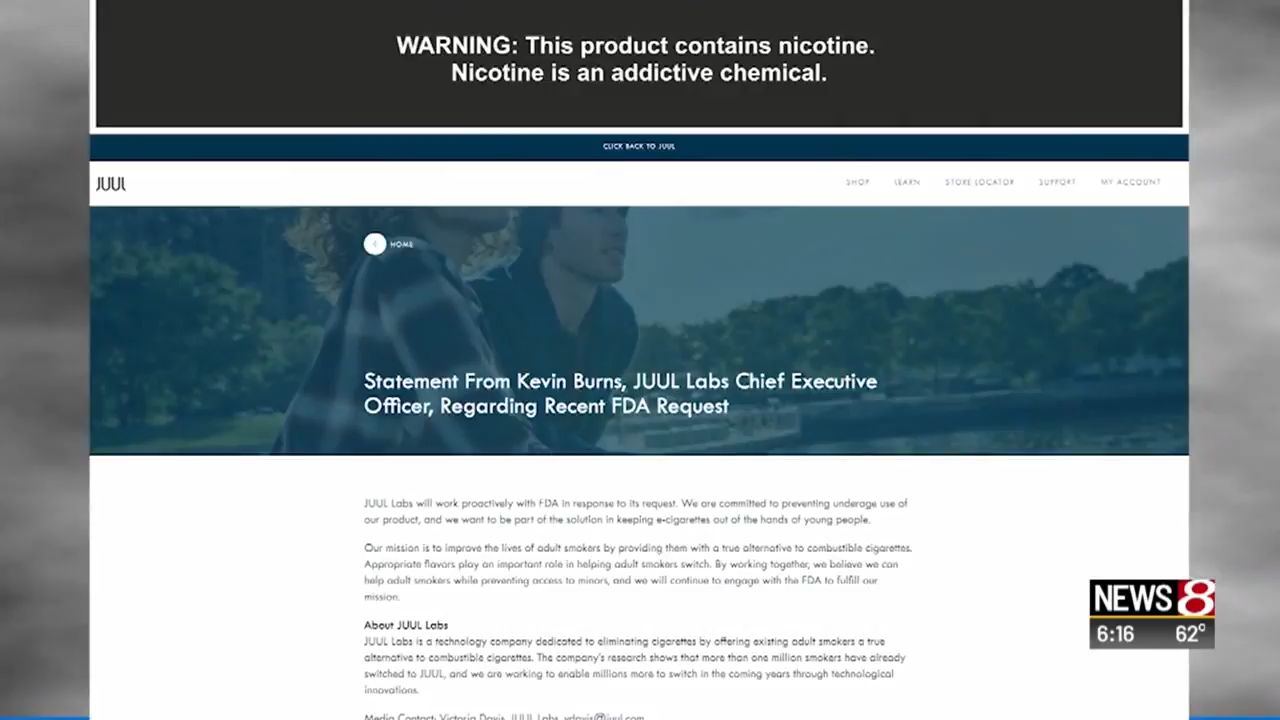 WARNING: This product contains nicotine.
Nicotine is an addictive chemical.
CLICK BACK TO JUUL
JUUL
SHOP LEARN STORE LOCATOR SUPPORT MY ACCOUNT
HOME
Statement From Kevin Burns, JUUL Labs Chief Executive
Officer, Regarding Recent FDA Request
JUUL Labs will work proactively with FDA in response to its request. We are committed to preventing underage use of
our product, and we want to be part of the solution in keeping e-cigarettes out of the hands of young people.
Our mission is to improve the lives of adult smokers by providing them with a true alternative to combustible cigarettes.
Appropriate flavors play an important role in helping adult smokers switch. By working together, we believe we can
help adult smokers while preventing access to minors, and we will continue to engage with the FDA to fulfill our
mission.
About JUUL Labs
JUUL Labs is a technology company dedicated to eliminating cigarettes by offering existing adult smokers a true
alternative to combustible cigarettes. The company's research shows that more than one million smokers have already
switched to JUUL, and we are working to enable millions more to switch in the coming years through technological
innovations.
Media Contact: Victoria Davis, JUUL Labs, vdavis@juul.com
NEWS 8
6:16 62°